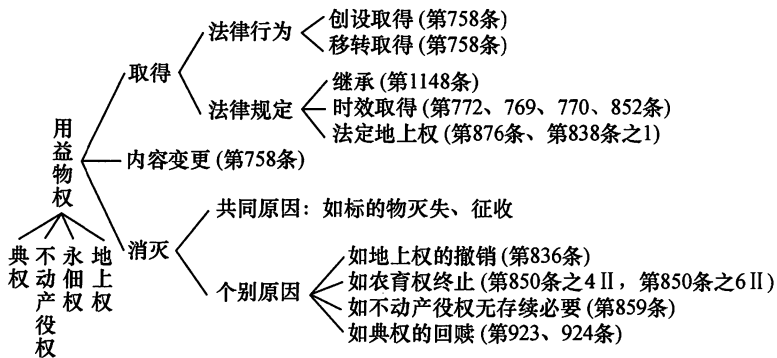 法律行为
创设取得 (第758条)
移转取得 (第758条)
取得
法律规定
继承 (第1148条)
时效取得 (第772、769、770、852条)
法定地上权 (第876条、第838条之1)
用益物权
内容变更 (第758条)
消灭
共同原因：如标的物灭失、征收
个别原因
如地上权的撤销 (第836条)
如农育权终止 (第850条之4Ⅱ，第850条之6Ⅱ)
如不动产役权无存续必要 (第859条)
如典权的回赎 (第923、924条)
典权
不动产役权
永佃权
地上权